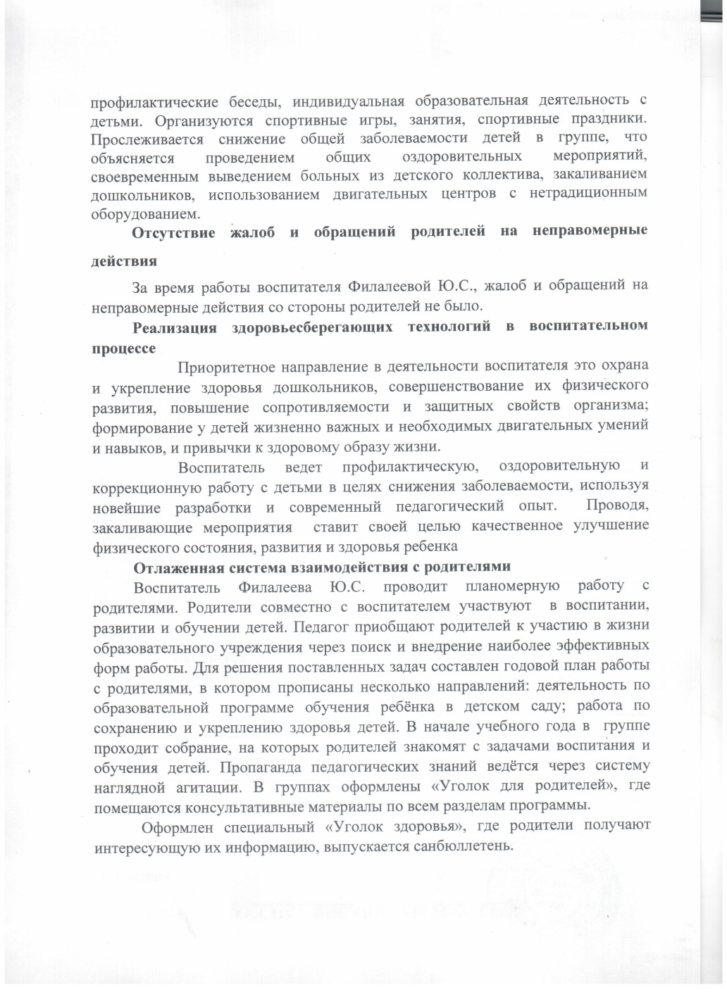 профилактические беседы, индивидуальная образовательная деятельность с
детьми. Организуются спортивные игры, занятия, спортивные праздники.
Прослеживается снижение общей заболеваемости детей в группе, что
объясняется проведением общих оздоровительных мероприятий,
своевременным выведением больных из детского коллектива, закаливанием
дошкольников, использованием двигательных центров с нетрадиционным
оборудованием.
Отсутствие жалоб и обращений родителей на неправомерные
действия
За время работы воспитателя Филалеевой Ю.С., жалоб и обращений на
неправомерные действия со стороны родителей не было.
Реализация здоровьесберегающих технологий в воспитательном
процессе
Приоритетное направление в деятельности воспитателя это охрана
и укрепление здоровья дошкольников, совершенствование их физического
развития, повышение сопротивляемости и защитных свойств организма;
формирование у детей жизненно важных и необходимых двигательных умений
и навыков, и привычки к здоровому образу жизни.
Воспитатель ведет профилактическую, оздоровительную и
коррекционную работу с детьми в целях снижения заболеваемости, используя
новейшие разработки и современный педагогический опыт. Проводя,
закаливающие мероприятия ставит своей целью качественное улучшение
физического состояния, развития и здоровья ребенка
Отлаженная система взаимодействия с родителями
Воспитатель Филалеева Ю.С. проводит планомерную работу с
родителями. Родители совместно с воспитателем участвуют в воспитании,
развитии и обучении детей. Педагог приобщают родителей к участию в жизни
образовательного учреждения через поиск и внедрение наиболее эффективных
форм работы. Для решения поставленных задач составлен годовой план работы
с родителями, в котором прописаны несколько направлений: деятельность по
образовательной программе обучения ребёнка в детском саду; работа по
сохранению и укреплению здоровья детей. В начале учебного года в группе
проходит собрание, на которых родителей знакомят с задачами воспитания и
обучения детей. Пропаганда педагогических знаний ведётся через систему
наглядной агитации. В группах оформлены «Уголок для родителей», где
помещаются консультативные материалы по всем разделам программы.
Оформлен специальный «Уголок здоровья», где родители получают
интересующую их информацию, выпускается санбюллетень.